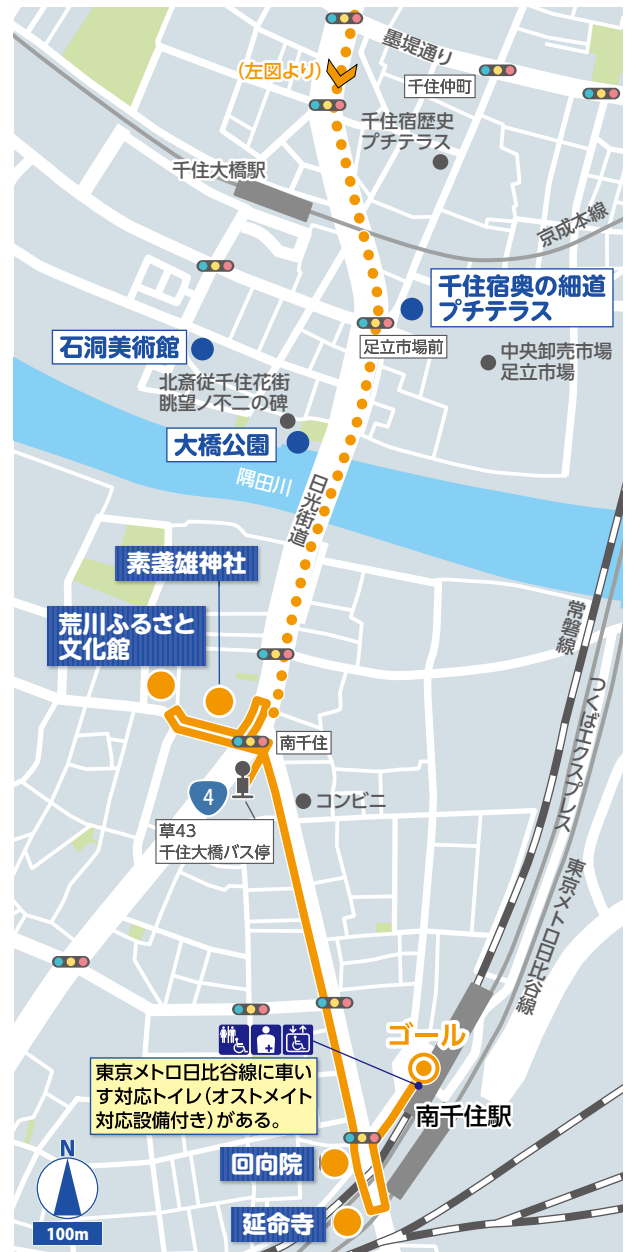 墨堤通り
(左図より)
千住仲町
千住宿歴史
プチテラス
千住大橋駅
京成本線
千住宿奥の細道
プチテラス
石洞美術館
足立市場前
中央卸売市場
足立市場
北斎従千住花街
眺望ノ不二の碑
大橋公園
隅田川
日光街道
素盞雄神社
荒川ふるさと
文化館
常磐線
つくばエクスプレス
南千住
4
コンビニ
草43
千住大橋バス停
東京メトロ日比谷線
ゴール
東京メトロ日比谷線に車い
す対応トイレ(オストメイト
対応設備付き)がある。
南千住駅
回向院
延命寺
N
100m